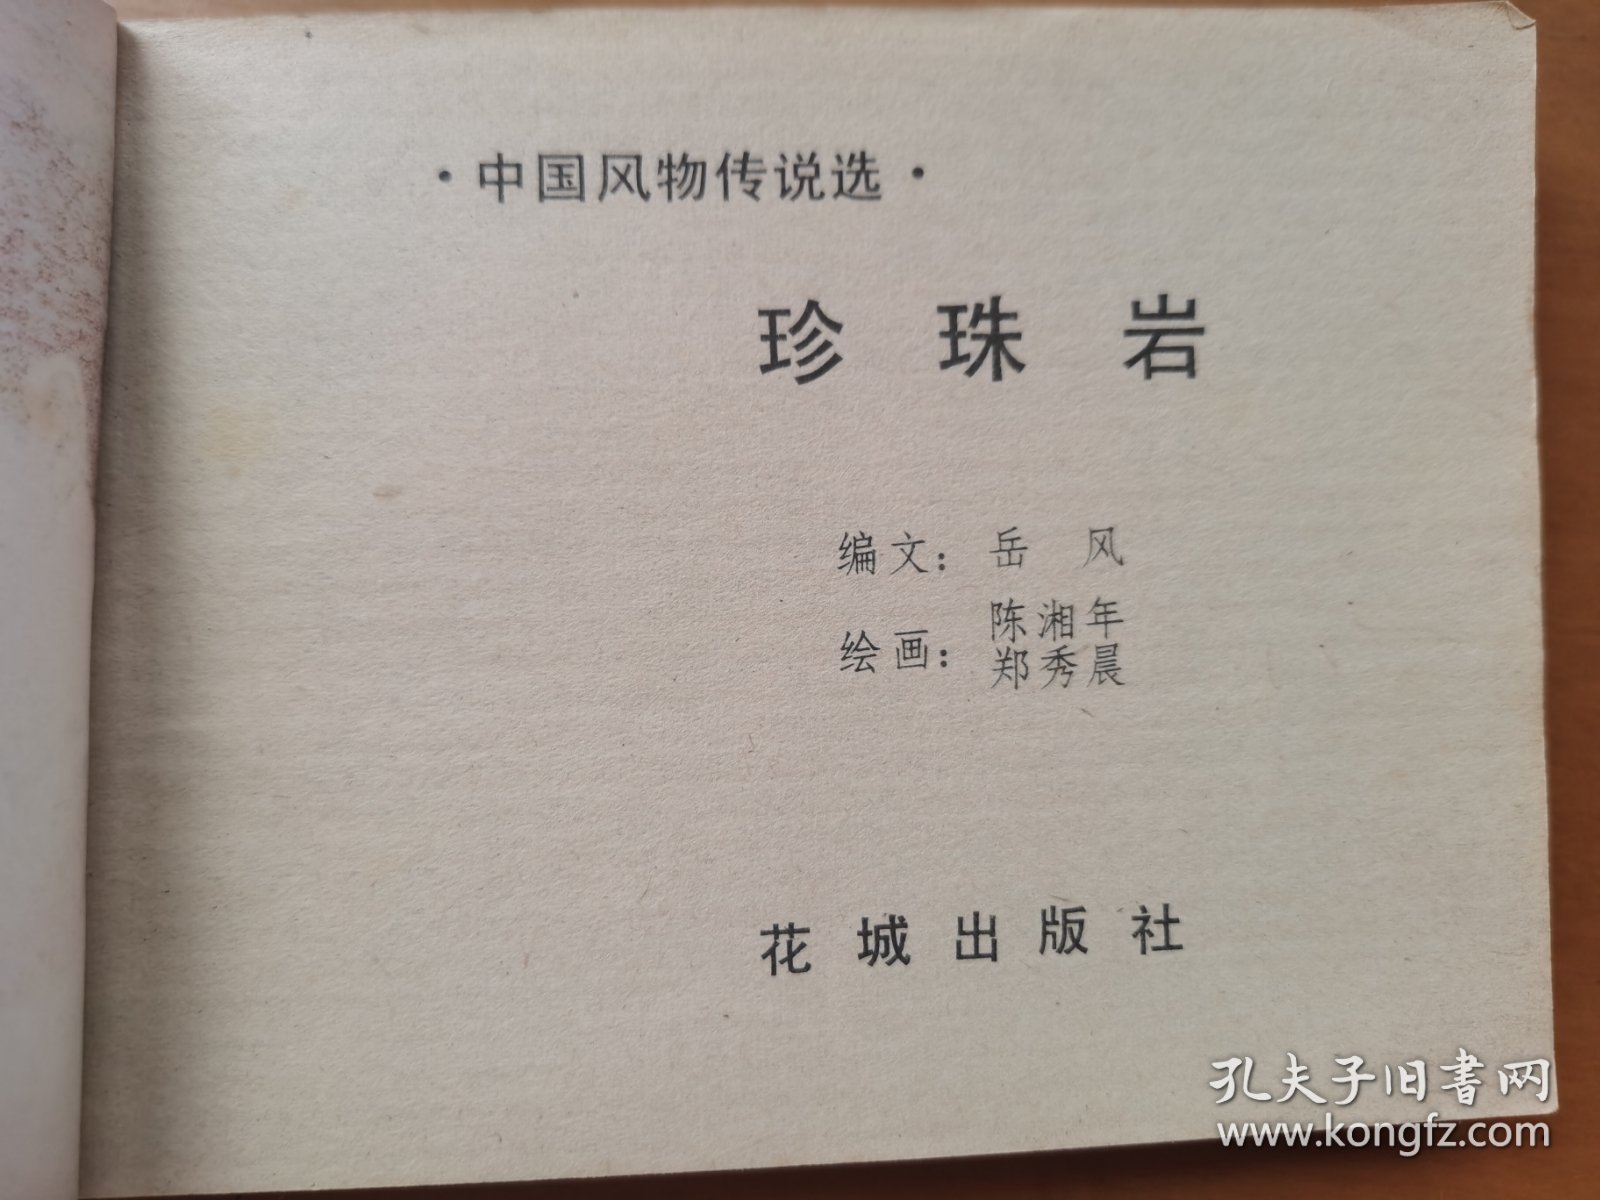 ·中国风物传说选·
珍珠岩
编文：岳风
绘画：陈湘年
郑秀晨
花城出版社
孔夫子旧书网
www.kongfz.com